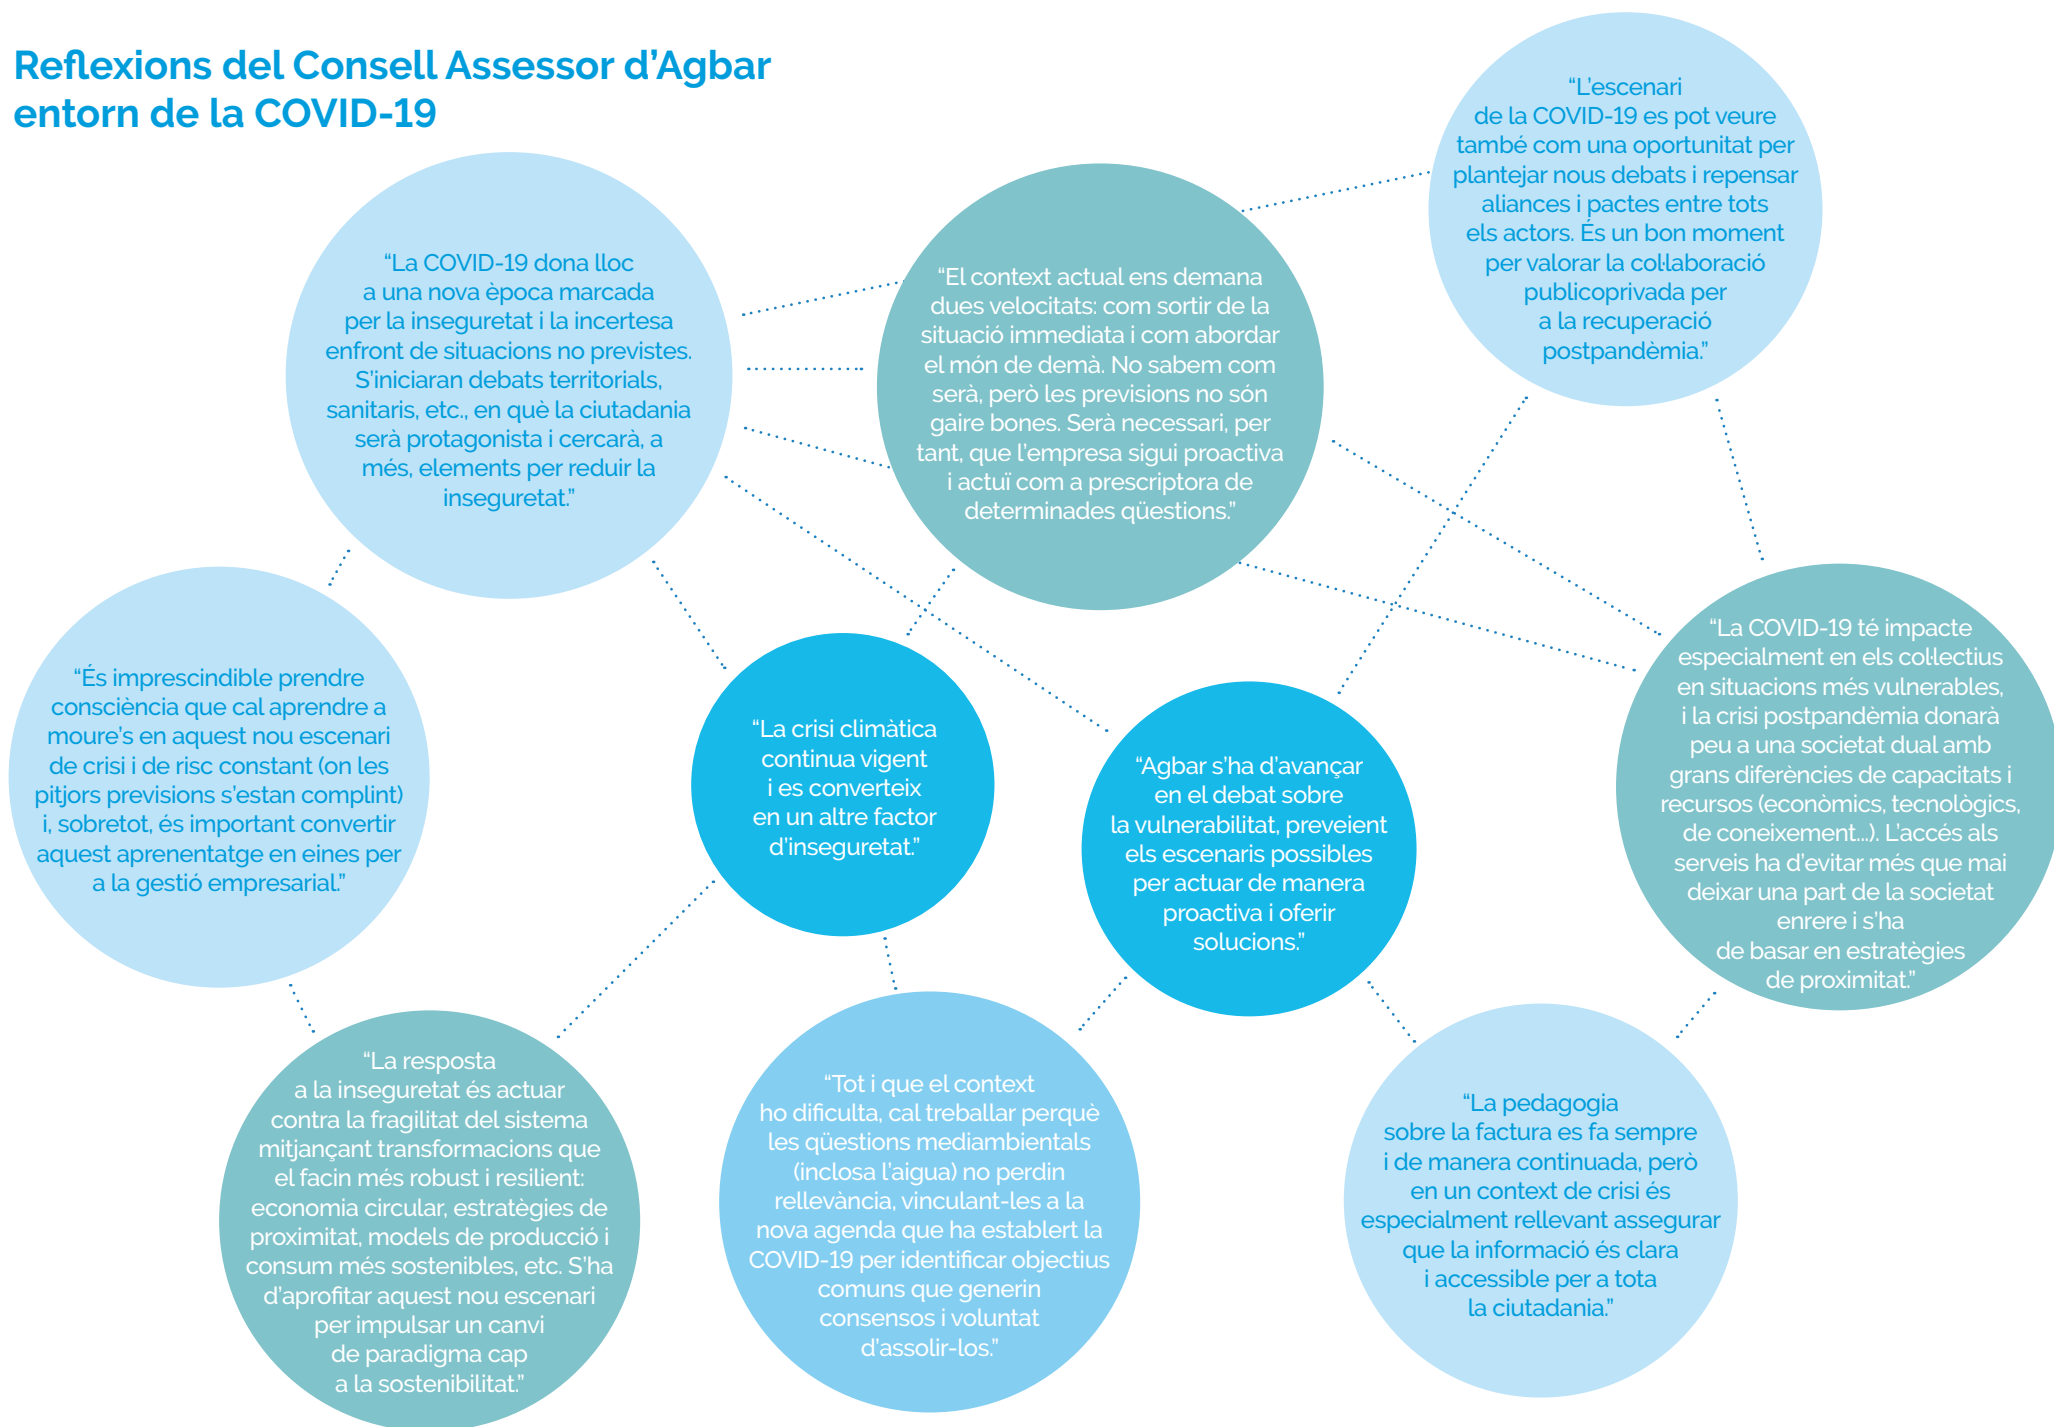 Reflexions del Consell Assessor d’Agbar
entorn de la COVID-19
“La COVID-19 dona lloc
a una nova època marcada
per la inseguretat i la incertesa
enfront de situacions no previstes.
S’iniciaran debats territorials,
sanitaris, etc., en què la ciutadania
serà protagonista i cercarà, a
més, elements per reduir la
inseguretat.”
“El context actual ens demana
dues velocitats: com sortir de la
situació immediata i com abordar
el món de demà. No sabem com
serà, però les previsions no són
gaire bones. Serà necessari, per
tant, que l’empresa sigui proactiva
i actuï com a prescriptora de
determinades qüestions.”
“L’escenari
de la COVID-19 es pot veure
també com una oportunitat per
plantejar nous debats i repensar
aliances i pactes entre tots
els actors. És un bon moment
per valorar la col·laboració
publicoprivada per
a la recuperació
postpandèmia.”
“És imprescindible prendre
consciència que cal aprendre a
moure’s en aquest nou escenari
de crisi i de risc constant (on les
pitjors previsions s’estan complint)
i, sobretot, és important convertir
aquest aprenentatge en eines per
a la gestió empresarial.”
“La crisi climàtica
continua vigent
i es converteix
en un altre factor
d’inseguretat.”
“Agbar s’ha d’avançar
en el debat sobre
la vulnerabilitat, preveient
els escenaris possibles
per actuar de manera
proactiva i oferir
solucions.”
“La COVID-19 té impacte
especialment en els col·lectius
en situacions més vulnerables,
i la crisi postpandèmia donarà
peu a una societat dual amb
grans diferències de capacitats i
recursos (econòmics, tecnològics,
de coneixement...). L’accés als
serveis ha d’evitar més que mai
deixar una part de la societat
enrere i s’ha
de basar en estratègies
de proximitat.”
“La resposta
a la inseguretat és actuar
contra la fragilitat del sistema
mitjançant transformacions que
el facin més robust i resilient:
economia circular, estratègies de
proximitat, models de producció i
consum més sostenibles, etc. S’ha
d’aprofitar aquest nou escenari
per impulsar un canvi
de paradigma cap
a la sostenibilitat.”
“Tot i que el context
ho dificulta, cal treballar perquè
les qüestions mediambientals
(inclosa l’aigua) no perdin
rellevància, vinculant-les a la
nova agenda que ha establert la
COVID-19 per identificar objectius
comuns que generin
consensos i voluntat
d’assolir-los.”
“La pedagogia
sobre la factura es fa sempre
i de manera continuada, però
en un context de crisi és
especialment rellevant assegurar
que la informació és clara
i accessible per a tota
la ciutadania.”